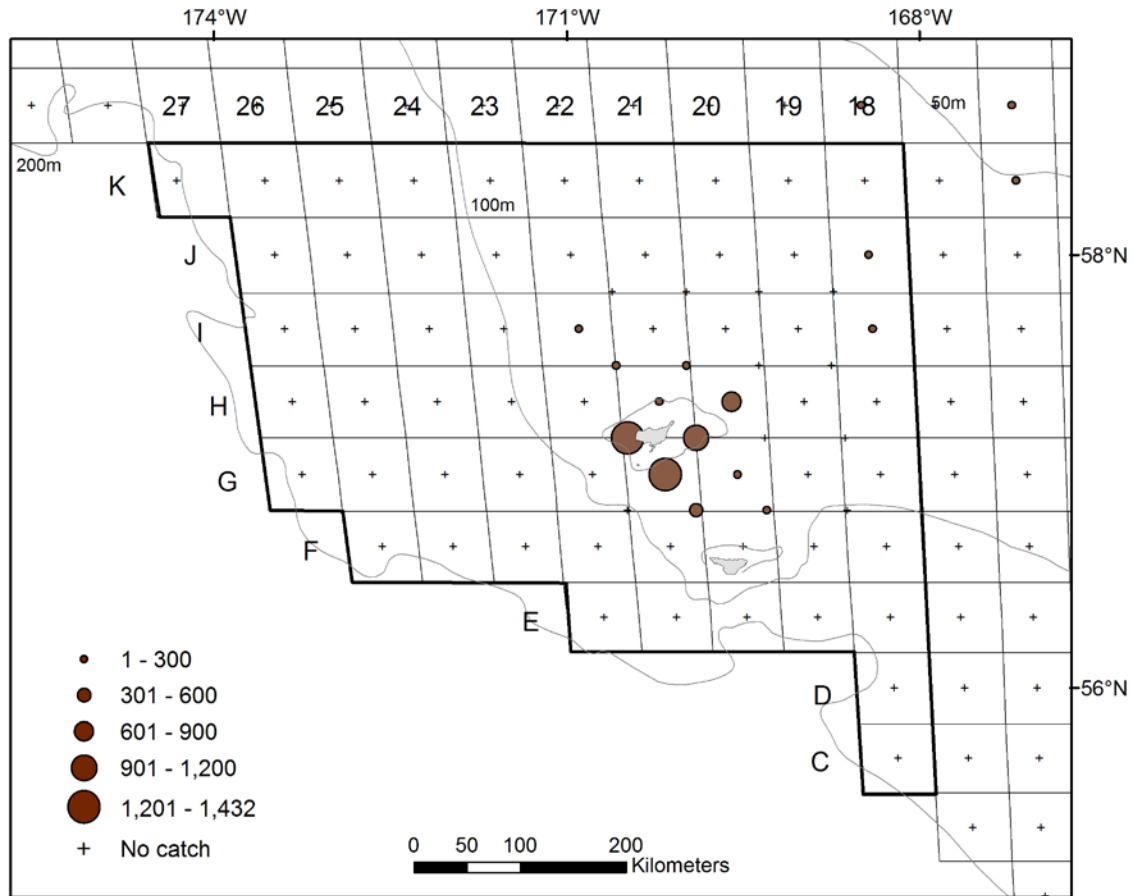 174°W 171°W 168°W
27 26 25 24 23 22 21 20 19 18 50m
200m
K
100m
J
58°N
I
H
G
F
E
D
56°N
C
1 - 300
301 - 600
601 - 900
901 - 1,200
1,201 - 1,432
+ No catch
0 50 100 200
Kilometers